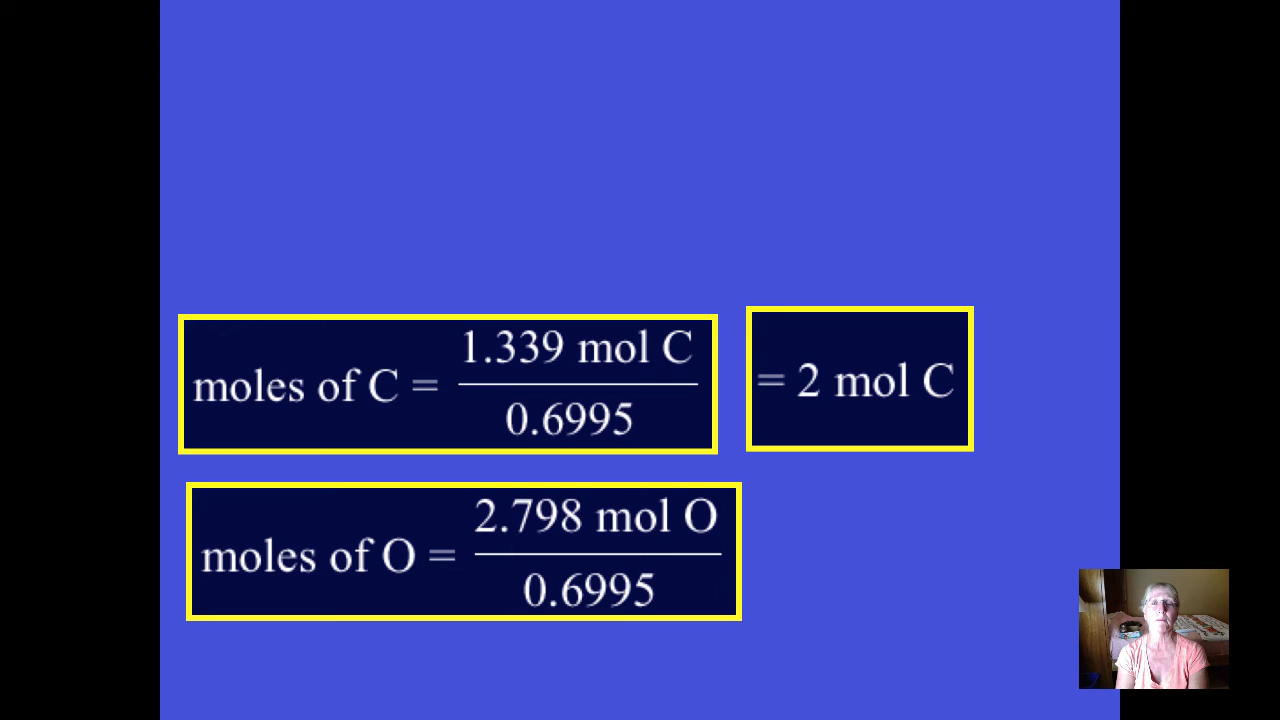 moles of C = 1.339 mol C / 0.6995 = 2 mol C
moles of O = 2.798 mol O / 0.6995